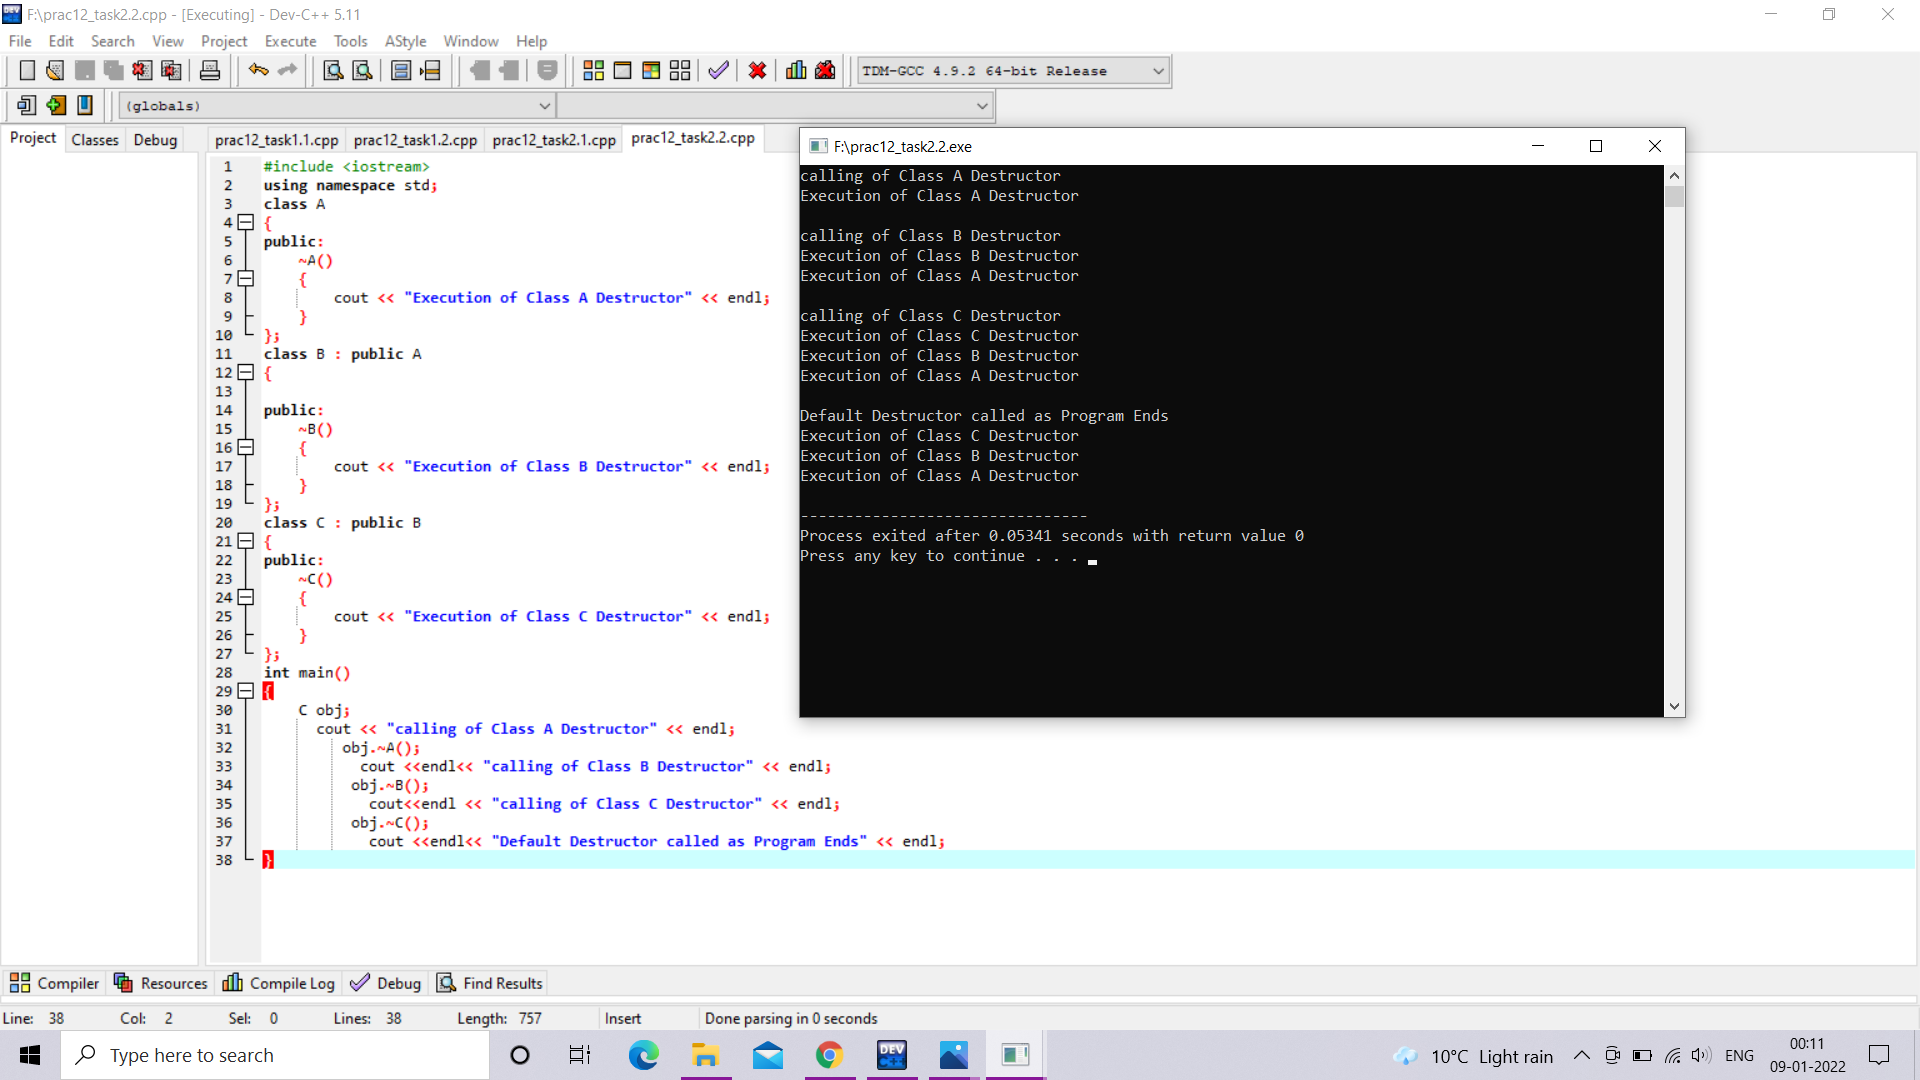 F:\prac12_task2.2.cpp - [Executing] - Dev-C++ 5.11
File Edit Search View Project Execute Tools AStyle Window Help
TDM-GCC 4.9.2 64-bit Release
(globals)
Project Classes Debug
prac12_task1.1.cpp prac12_task1.2.cpp prac12_task2.1.cpp prac12_task2.2.cpp
1 #include <iostream>
2 using namespace std;
3 class A
4 {
5 public:
6 ~A()
7 {
8 cout << "Execution of Class A Destructor" << endl;
9 }
10 };
11 class B : public A
12 {
13
14 public:
15 ~B()
16 {
17 cout << "Execution of Class B Destructor" << endl;
18 }
19 };
20 class C : public B
21 {
22 public:
23 ~C()
24 {
25 cout << "Execution of Class C Destructor" << endl;
26 }
27 };
28 int main()
29 {
30 C obj;
31 cout << "calling of Class A Destructor" << endl;
32 obj.~A();
33 cout <<endl<< "calling of Class B Destructor" << endl;
34 obj.~B();
35 cout<<endl << "calling of Class C Destructor" << endl;
36 obj.~C();
37 cout <<endl<< "Default Destructor called as Program Ends" << endl;
38 }
F:\prac12_task2.2.exe
calling of Class A Destructor
Execution of Class A Destructor
calling of Class B Destructor
Execution of Class B Destructor
Execution of Class A Destructor
calling of Class C Destructor
Execution of Class C Destructor
Execution of Class B Destructor
Execution of Class A Destructor
Default Destructor called as Program Ends
Execution of Class C Destructor
Execution of Class B Destructor
Execution of Class A Destructor
--------------------------------
Process exited after 0.05341 seconds with return value 0
Press any key to continue . . .
Compiler Resources Compile Log Debug Find Results
Line: 38 Col: 2 Sel: 0 Lines: 38 Length: 757 Insert Done parsing in 0 seconds
Type here to search
DEV C++
10°C Light rain
ENG
00:11
09-01-2022